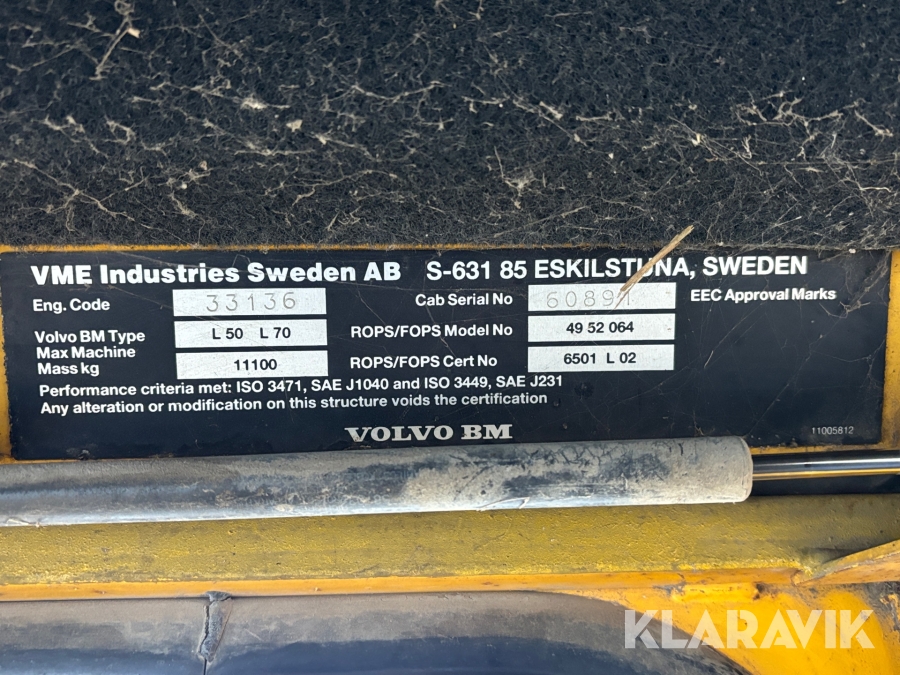 VME Industries Sweden AB S-631 85 ESKILSTUNA, SWEDEN
Eng. Code 33136 Cab Serial No 60891 EEC Approval Marks
Volvo BM Type L 50 L 70 ROPS/FOPS Model No 49 52 064
Max Machine
Mass kg 11100 ROPS/FOPS Cert No 6501 L 02
Performance criteria met: ISO 3471, SAE J1040 and ISO 3449, SAE J231
Any alteration or modification on this structure voids the certification
VOLVO BM 11005812
KLARAVIK